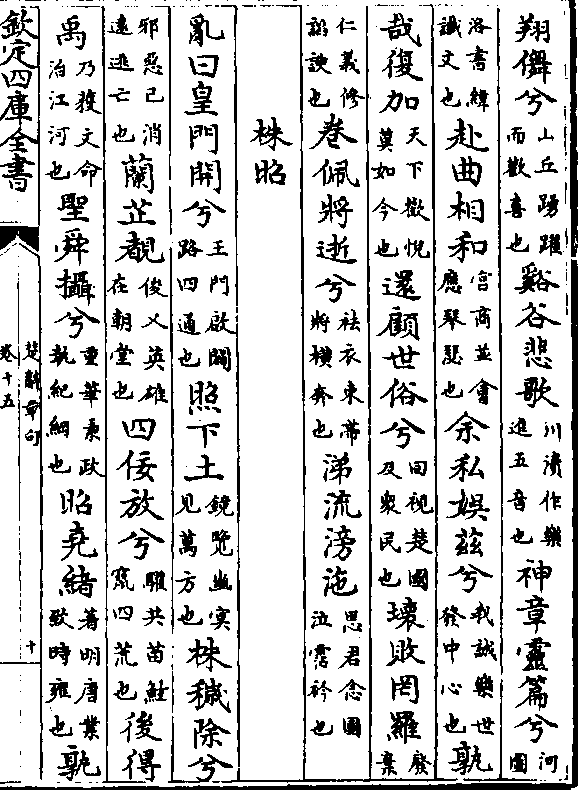 翔儛兮山丘踴躍而歡喜也谿谷悲歌川瀆作樂進五音也神章靈篇兮河圖
洛書緯讖文也赴曲相和宮商並會應琴瑟也余私娛茲兮我誠樂世發中心也孰
哉復加天下歡悅莫如今也還顧世俗兮回視楚國及衆民也壞敗罔羅廢棄
仁義修謟諛也卷佩將逝兮袪衣束帶將橫奔也涕流滂沲思君念國泣霑衿也
株昭
亂曰皇門開兮王門啟闢路四通也照下土鏡覽幽冥見萬方也株穢除兮
邪惡已消遠逃亡也蘭芷覩俊乂英雄在朝堂也四佞放兮驩共苗鮌竄四荒也後得
禹乃獲文命治江河也聖舜攝兮重華秉政執紀綱也昭堯緒著明唐業致時雍也孰
欽定四庫全書
楚辭章句
卷十五
十